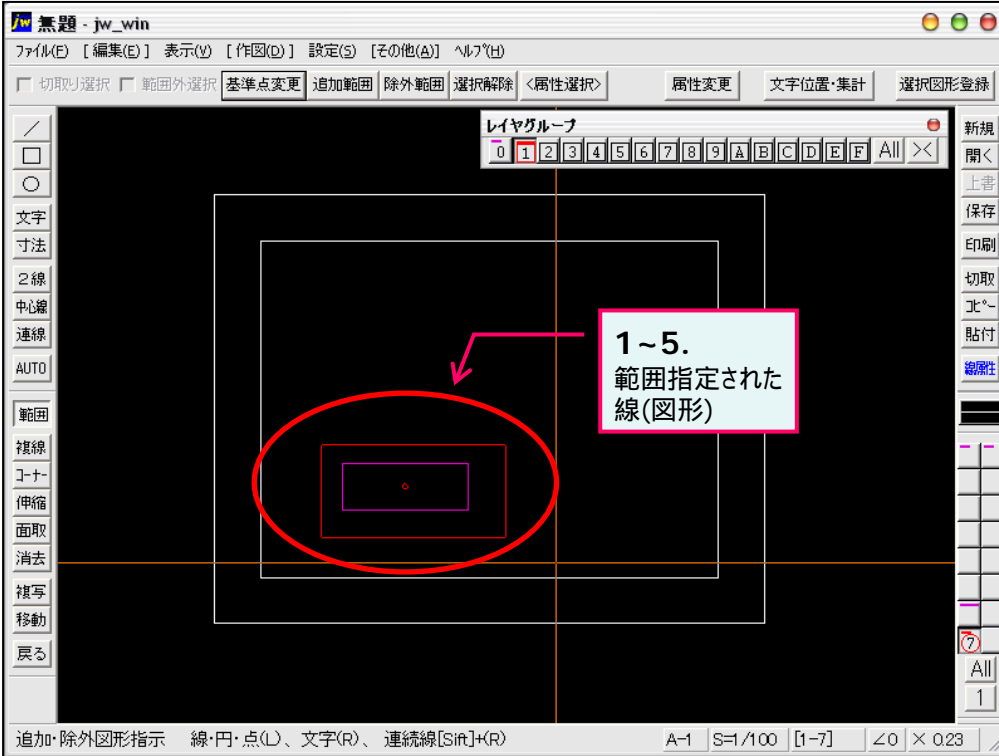 jw 無題 - jw_win
ﾌｧｲﾙ(F) [編集(E)] 表示(V) [作図(D)] 設定(S) [その他(A)] ﾍﾙﾌﾟ(H)
切取り選択 範囲外選択 基準点変更 追加範囲 除外範囲 選択解除 <属性選択> 属性変更 文字位置･集計 選択図形登録
レイヤグループ
0 1 2 3 4 5 6 7 8 9 A B C D E F All ×
／
□
○
文字
寸法
２線
中心線
連線
AUTO
範囲
複線
ｺｰﾅｰ
伸縮
面取
消去
複写
移動
戻る
1~5.
範囲指定された
線(図形)
新規
開く
上書
保存
印刷
切取
ｺﾋﾟｰ
貼付
線属性
7
All
1
追加･除外図形指示 線･円･点(L)、文字(R)、 連続線[Sift]+(R)
A-1 S=1/100 [1-7] ∠0 × 0.23